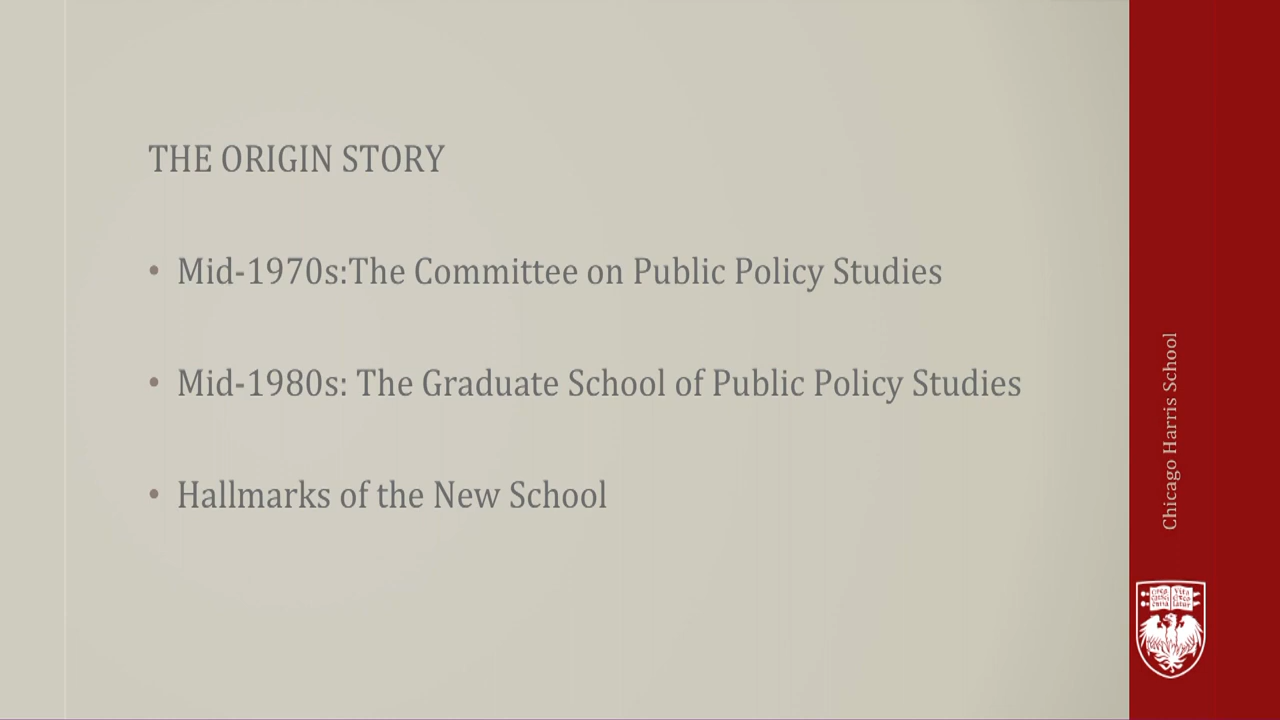 THE ORIGIN STORY
• Mid-1970s:The Committee on Public Policy Studies
• Mid-1980s: The Graduate School of Public Policy Studies
• Hallmarks of the New School
Chicago Harris School